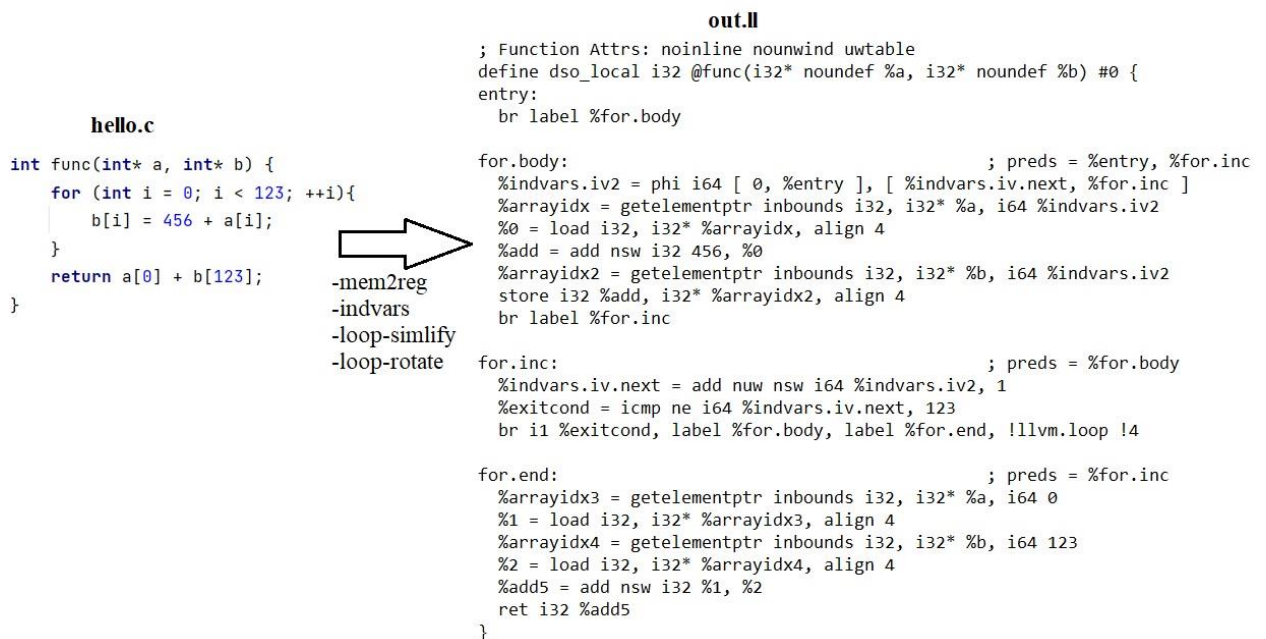 hello.c
int func(int* a, int* b) {
    for (int i = 0; i < 123; ++i){
        b[i] = 456 + a[i];
    }
    return a[0] + b[123];
}
-mem2reg
-indvars
-loop-simlify
-loop-rotate
out.ll
; Function Attrs: noinline nounwind uwtable
define dso_local i32 @func(i32* noundef %a, i32* noundef %b) #0 {
entry:
  br label %for.body

for.body:                                         ; preds = %entry, %for.inc
  %indvars.iv2 = phi i64 [ 0, %entry ], [ %indvars.iv.next, %for.inc ]
  %arrayidx = getelementptr inbounds i32, i32* %a, i64 %indvars.iv2
  %0 = load i32, i32* %arrayidx, align 4
  %add = add nsw i32 456, %0
  %arrayidx2 = getelementptr inbounds i32, i32* %b, i64 %indvars.iv2
  store i32 %add, i32* %arrayidx2, align 4
  br label %for.inc

for.inc:                                          ; preds = %for.body
  %indvars.iv.next = add nuw nsw i64 %indvars.iv2, 1
  %exitcond = icmp ne i64 %indvars.iv.next, 123
  br i1 %exitcond, label %for.body, label %for.end, !llvm.loop !4

for.end:                                          ; preds = %for.inc
  %arrayidx3 = getelementptr inbounds i32, i32* %a, i64 0
  %1 = load i32, i32* %arrayidx3, align 4
  %arrayidx4 = getelementptr inbounds i32, i32* %b, i64 123
  %2 = load i32, i32* %arrayidx4, align 4
  %add5 = add nsw i32 %1, %2
  ret i32 %add5
}